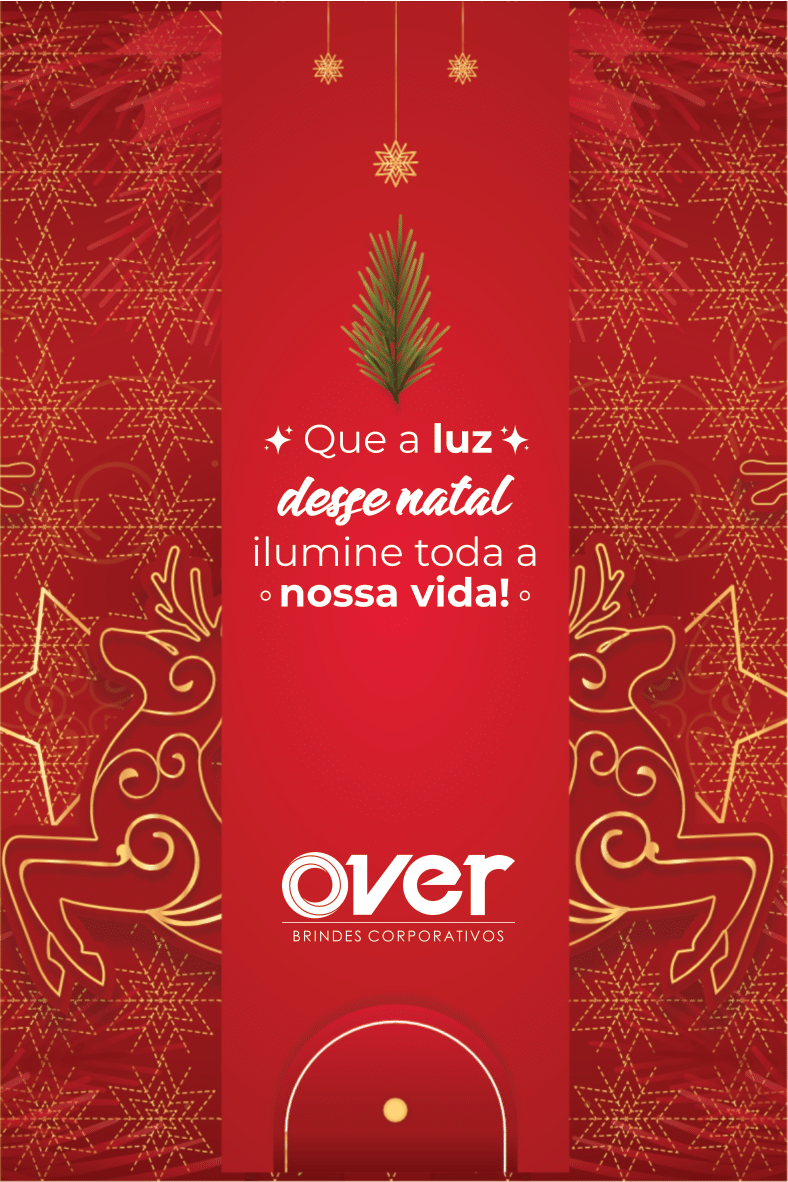 Que a luz
desse natal
ilumine toda a
nossa vida!
over
BRINDES CORPORATIVOS